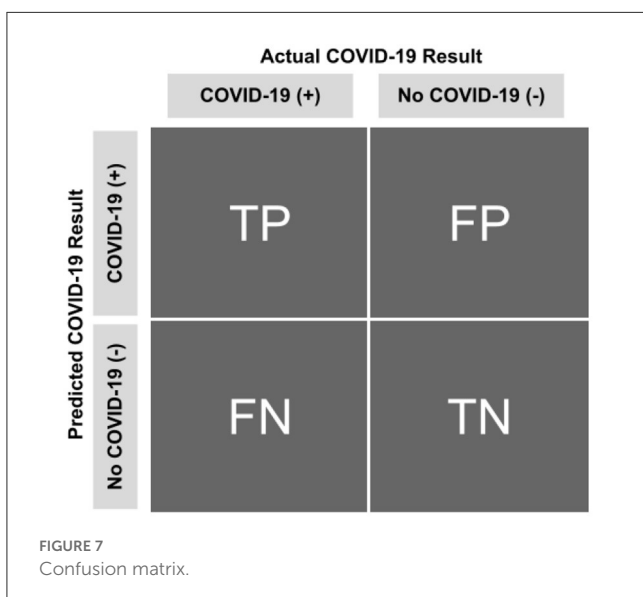 Actual COVID-19 Result
COVID-19 (+)
No COVID-19 (-)
Predicted COVID-19 Result
COVID-19 (+)
TP
FP
No COVID-19 (-)
FN
TN
FIGURE 7
Confusion matrix.